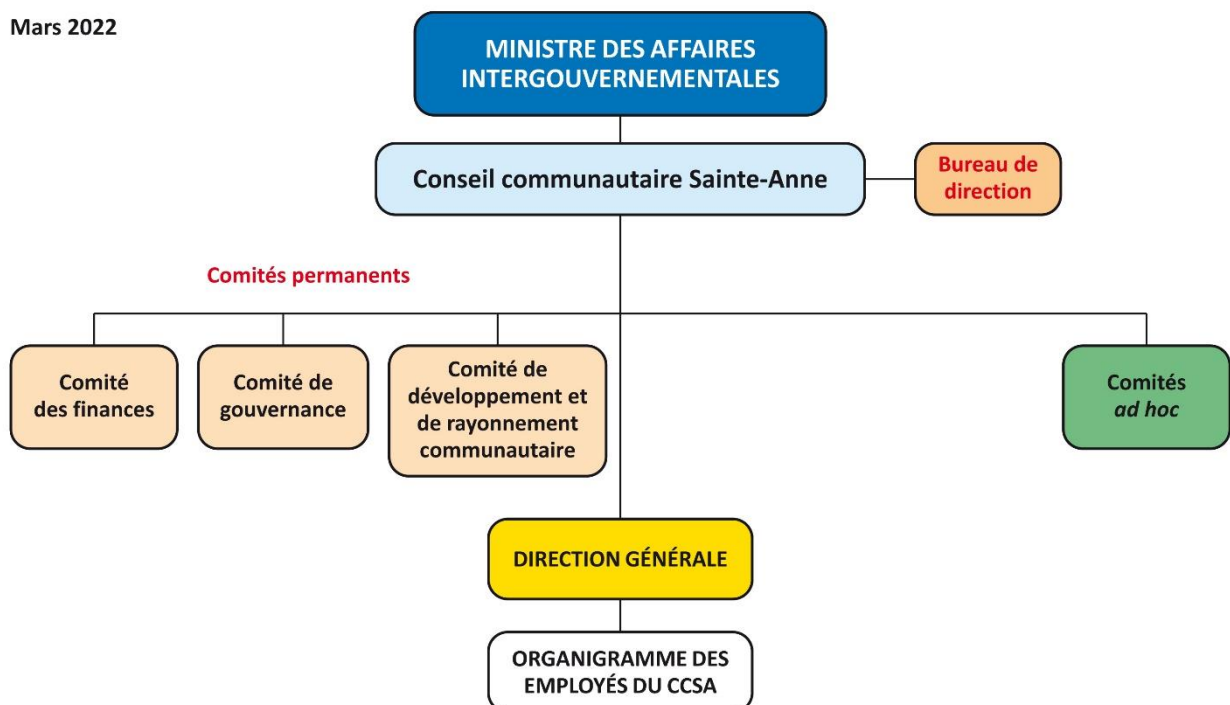 Mars 2022
MINISTRE DES AFFAIRES
INTERGOUVERNEMENTALES
Conseil communautaire Sainte-Anne
Bureau de
direction
Comités permanents
Comité
des finances
Comité de
gouvernance
Comité de
développement et
de rayonnement
communautaire
Comités
ad hoc
DIRECTION GÉNÉRALE
ORGANIGRAMME DES
EMPLOYÉS DU CCSA